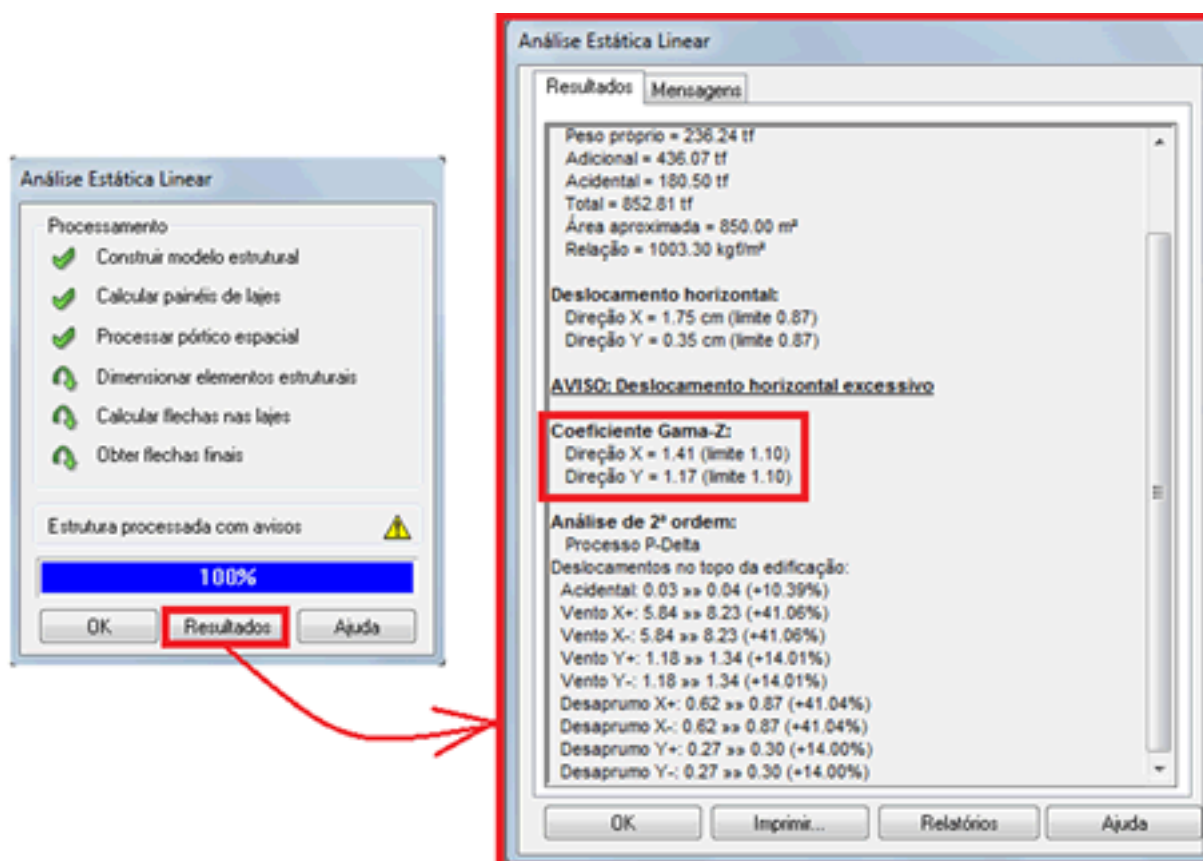 Análise Estática Linear
Processamento
Construir modelo estrutural
Calcular painéis de lajes
Processar pórtico espacial
Dimensionar elementos estruturais
Calcular flechas nas lajes
Obter flechas finais
Estrutura processada com avisos
100%
OK Resultados Ajuda
Análise Estática Linear
Resultados Mensagens
Peso próprio = 236.24 tf
Adicional = 436.07 tf
Acidental = 180.50 tf
Total = 852.81 tf
Área aproximada = 850.00 m²
Relação = 1003.30 kgf/m²
Deslocamento horizontal:
Direção X = 1.75 cm (limite 0.87)
Direção Y = 0.35 cm (limite 0.87)
AVISO: Deslocamento horizontal excessivo
Coeficiente Gama-Z:
Direção X = 1.41 (limite 1.10)
Direção Y = 1.17 (limite 1.10)
Análise de 2ª ordem:
Processo P-Delta
Deslocamentos no topo da edificação:
Acidental: 0.03 »» 0.04 (+10.39%)
Vento X+: 5.84 »» 8.23 (+41.06%)
Vento X-: 5.84 »» 8.23 (+41.06%)
Vento Y+: 1.18 »» 1.34 (+14.01%)
Vento Y-: 1.18 »» 1.34 (+14.01%)
Desaprumo X+: 0.62 »» 0.87 (+41.04%)
Desaprumo X-: 0.62 »» 0.87 (+41.04%)
Desaprumo Y+: 0.27 »» 0.30 (+14.00%)
Desaprumo Y-: 0.27 »» 0.30 (+14.00%)
OK Imprimir... Relatórios Ajuda